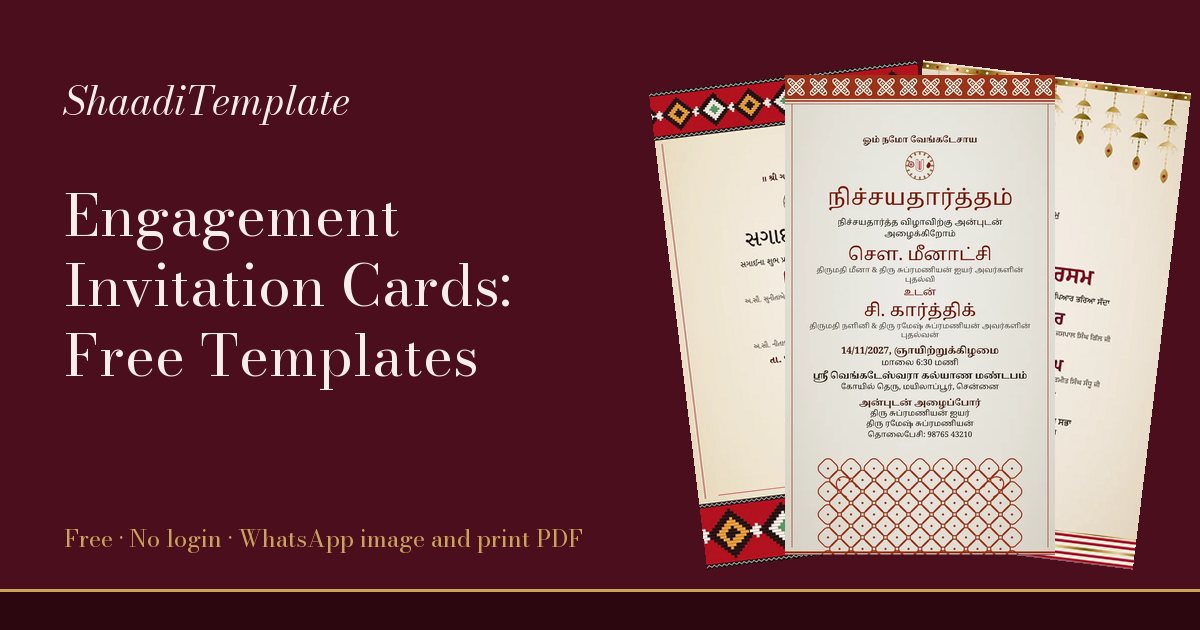 ShaadiTemplate
Engagement
Invitation Cards:
Free Templates
Free · No login · WhatsApp image and print PDF
ஓம் நமோ வேங்கடேசாய
நிச்சயதார்த்தம்
நிச்சயதார்த்த விழாவிற்கு அன்புடன்
அழைக்கிறோம்
சௌ. மீனாட்சி
திருமதி மீனா & திரு சுப்ரமணியன் ஐயர் அவர்களின்
புதல்வி
உடன்
சி. கார்த்திக்
திருமதி நளினி & திரு ரமேஷ் சுப்ரமணியன் அவர்களின்
புதல்வன்
14/11/2027, ஞாயிற்றுக்கிழமை
மாலை 6:30 மணி
ஸ்ரீ வெங்கடேஸ்வரா கல்யாண மண்டபம்
கோயில் தெரு, மயிலாப்பூர், சென்னை
அன்புடன் அழைப்போர்
திரு சுப்ரமணியன் ஐயர்
திரு ரமேஷ் சுப்ரமணியன்
தொலைபேசி: 98765 43210